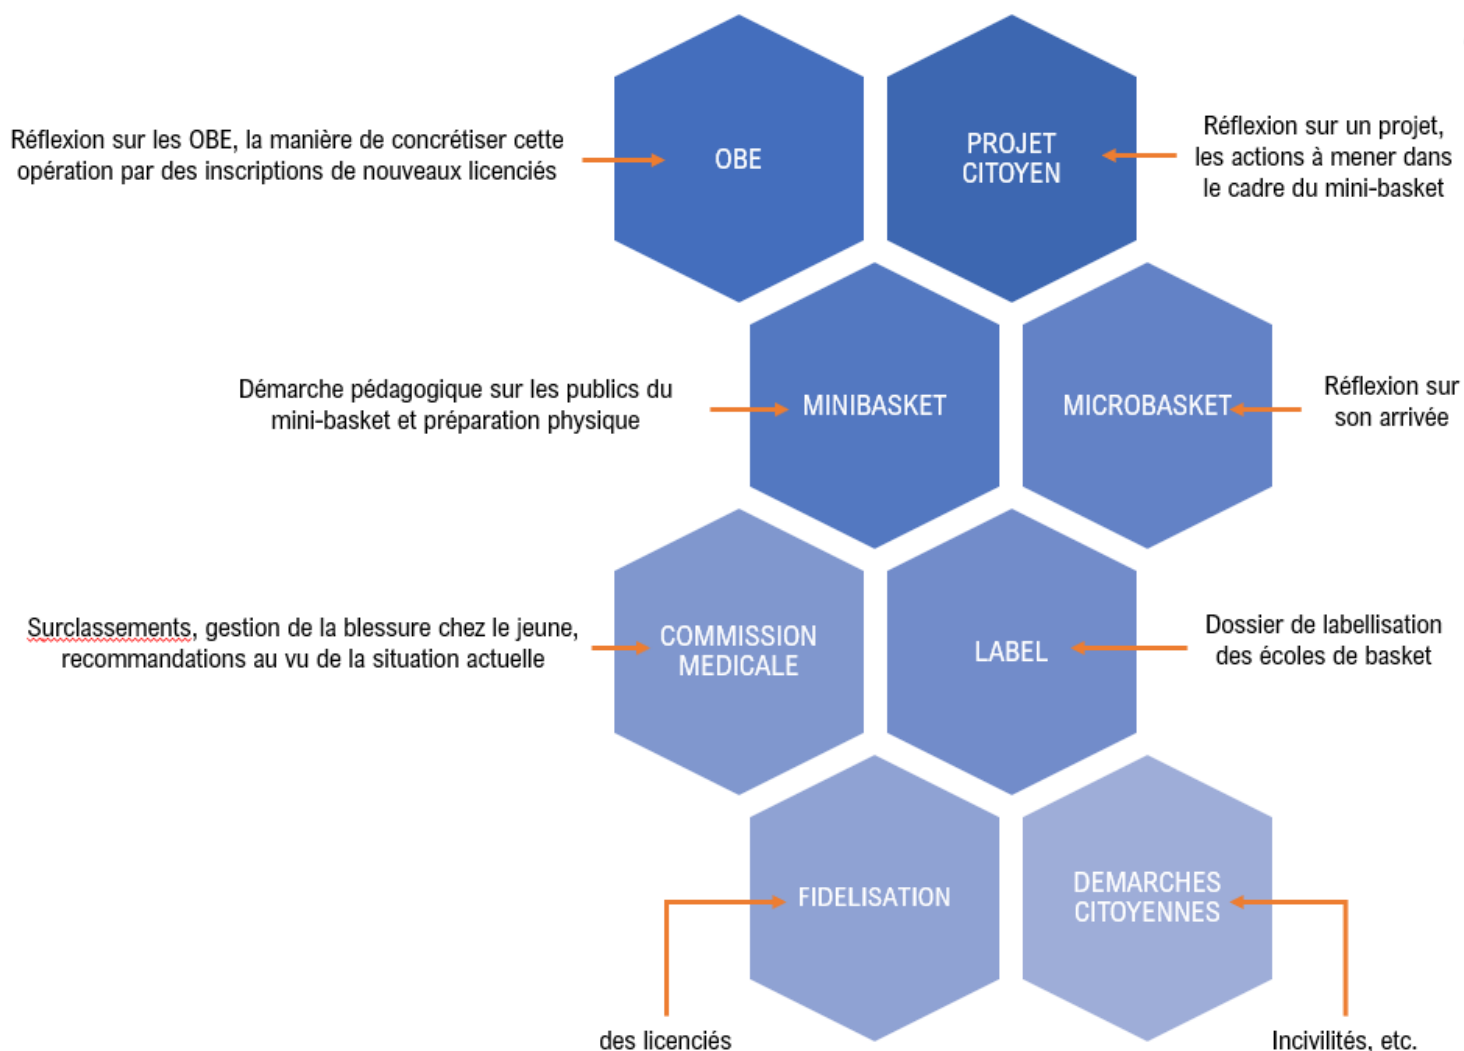 Réflexion sur les OBE, la manière de concrétiser cette
opération par des inscriptions de nouveaux licenciés
OBE
PROJET
CITOYEN
Réflexion sur un projet,
les actions à mener dans
le cadre du mini-basket
Démarche pédagogique sur les publics du
mini-basket et préparation physique
MINIBASKET
MICROBASKET
Réflexion sur
son arrivée
Surclassements, gestion de la blessure chez le jeune,
recommandations au vu de la situation actuelle
COMMISSION
MEDICALE
LABEL
Dossier de labellisation
des écoles de basket
FIDELISATION
DEMARCHES
CITOYENNES
des licenciés
Incivilités, etc.